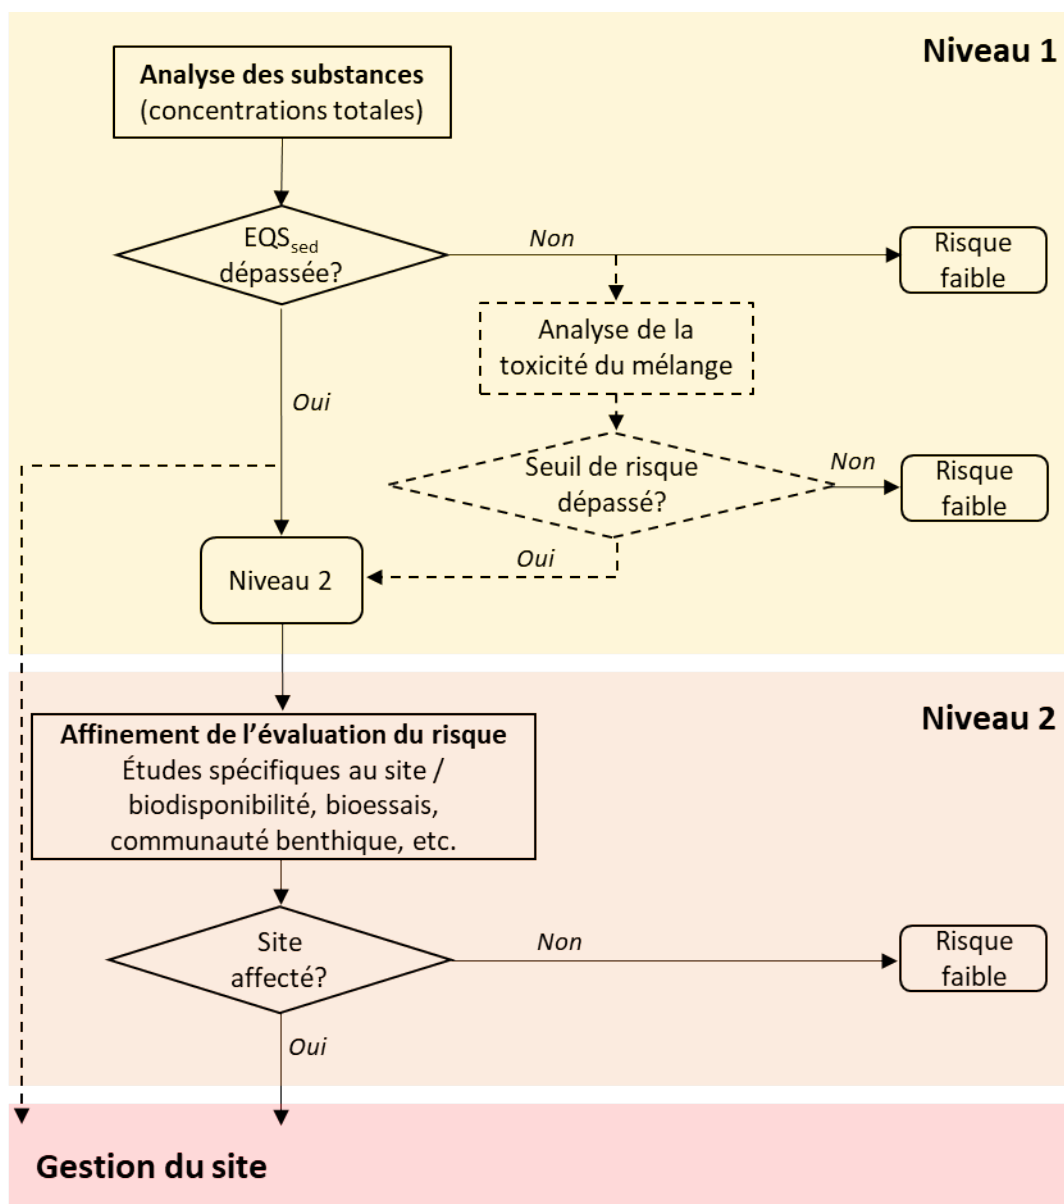 Niveau 1
Analyse des substances
(concentrations totales)
EQSsed
dépassée?
Non
Risque
faible
Analyse de la
toxicité du mélange
Oui
Seuil de risque
dépassé?
Non
Risque
faible
Oui
Niveau 2
Niveau 2
Affinement de l’évaluation du risque
Études spécifiques au site /
biodisponibilité, bioessais,
communauté benthique, etc.
Site
affecté?
Non
Risque
faible
Oui
Gestion du site